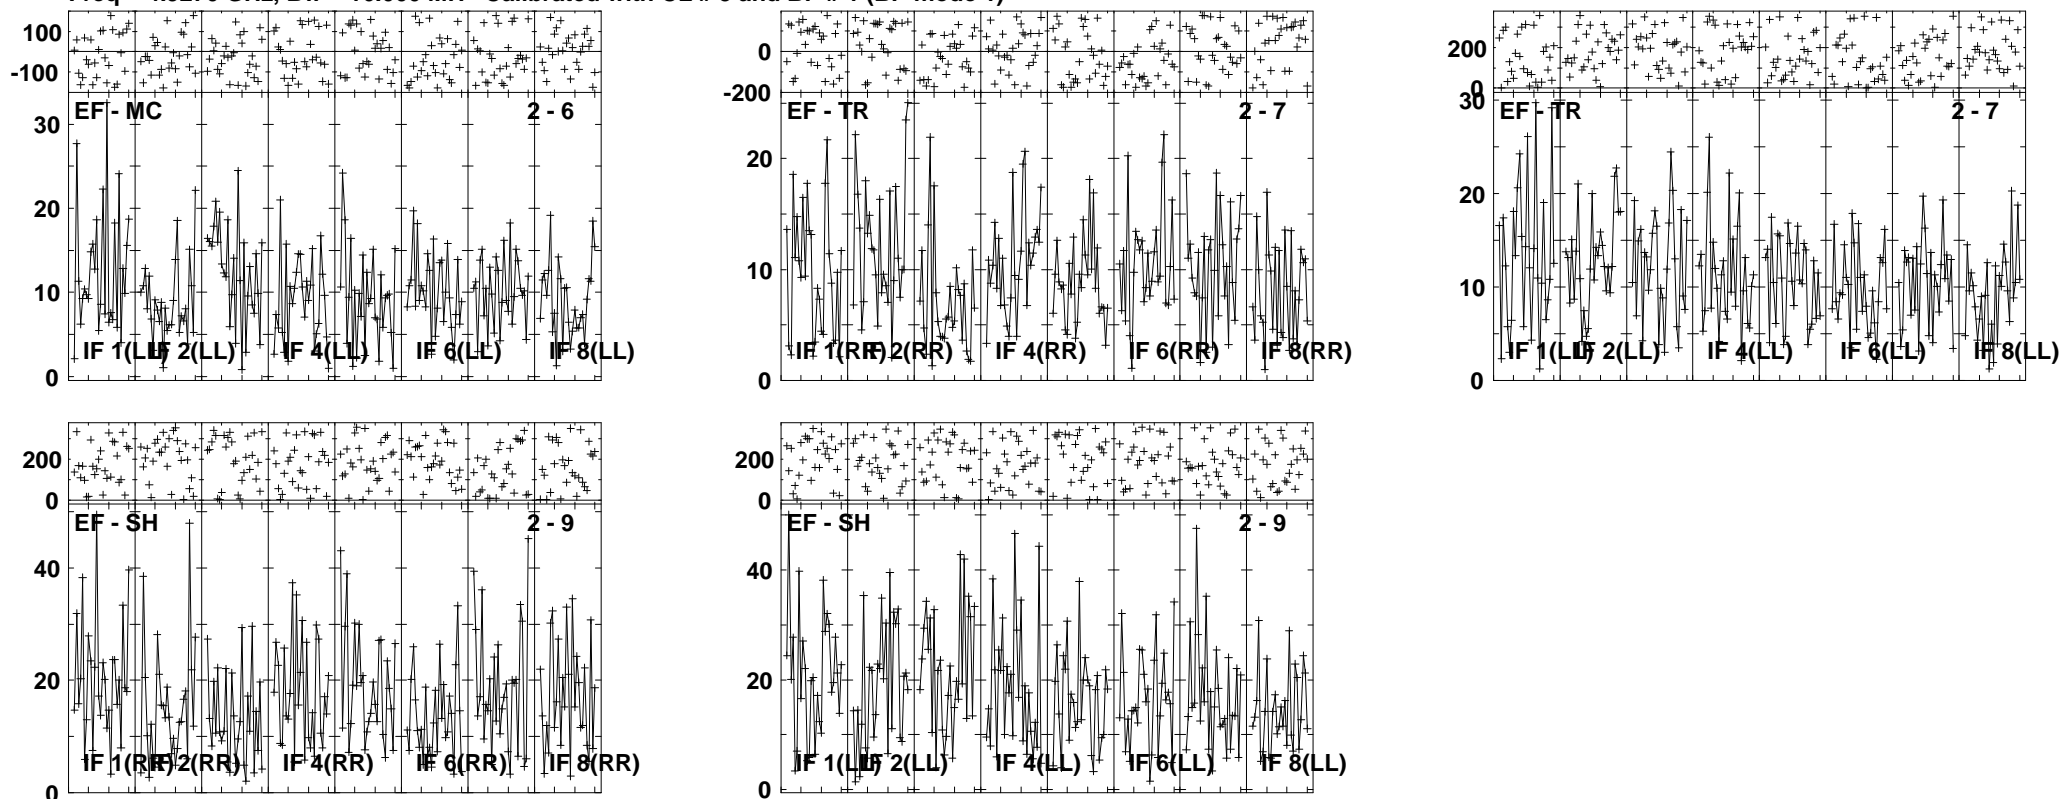 100
0
-100
EF - MC
2 - 6
30
20
10
0
IF 1(LL)
IF 2(LL)
IF 4(LL)
IF 6(LL)
IF 8(LL)
0
-200
EF - TR
2 - 7
20
10
0
IF 1(RR)
IF 2(RR)
IF 4(RR)
IF 6(RR)
IF 8(RR)
200
0
30
EF - TR
2 - 7
20
10
0
IF 1(LL)
IF 2(LL)
IF 4(LL)
IF 6(LL)
IF 8(LL)
200
0
EF - SH
2 - 9
40
20
0
IF 1(RR)
IF 2(RR)
IF 4(RR)
IF 6(RR)
IF 8(RR)
200
0
EF - SH
2 - 9
40
20
0
IF 1(LL)
IF 2(LL)
IF 4(LL)
IF 6(LL)
IF 8(LL)